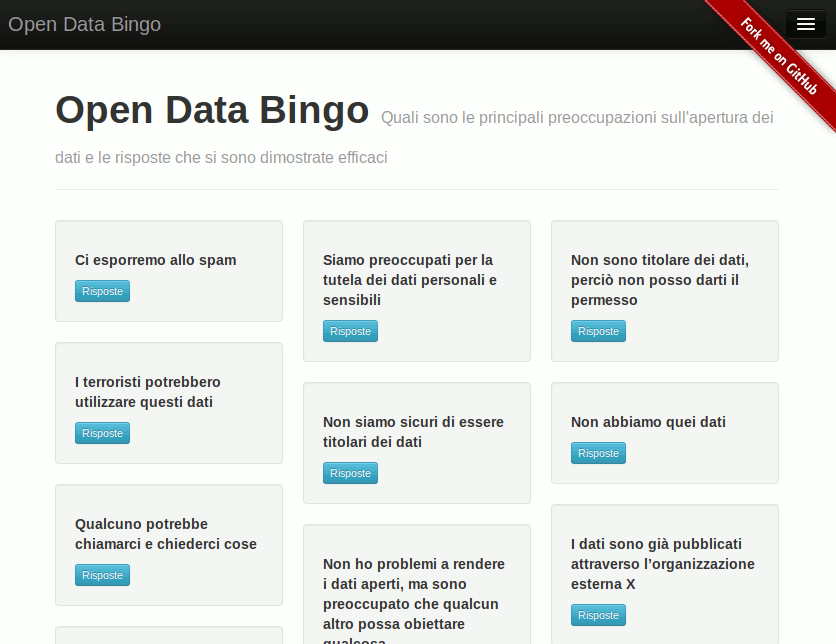 Open Data Bingo
Fork me on GitHub
Open Data Bingo Quali sono le principali preoccupazioni sull'apertura dei
dati e le risposte che si sono dimostrate efficaci
Ci esporremo allo spam
Risposte
I terroristi potrebbero
utilizzare questi dati
Risposte
Qualcuno potrebbe
chiamarci e chiederci cose
Risposte
Siamo preoccupati per la
tutela dei dati personali e
sensibili
Risposte
Non siamo sicuri di essere
titolari dei dati
Risposte
Non ho problemi a rendere
i dati aperti, ma sono
preoccupato che qualcun
altro possa obiettare
qualcosa
Non sono titolare dei dati,
perciò non posso darti il
permesso
Risposte
Non abbiamo quei dati
Risposte
I dati sono già pubblicati
attraverso l’organizzazione
esterna X
Risposte